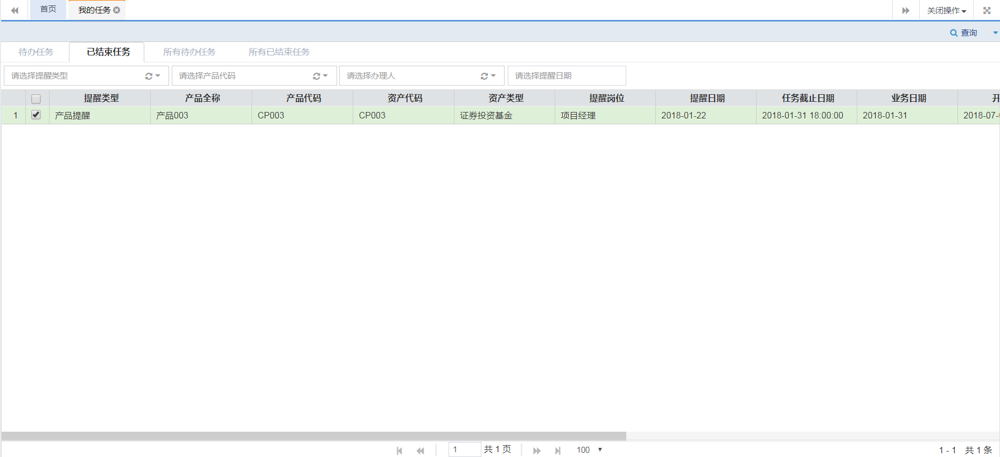 首页 我的任务 关闭操作
查询
待办任务 已结束任务 所有待办任务 所有已结束任务
请选择提醒类型 请选择产品代码 请选择办理人 请选择提醒日期
提醒类型 产品全称 产品代码 资产代码 资产类型 提醒岗位 提醒日期 任务截止日期 业务日期 开
1 产品提醒 产品003 CP003 CP003 证券投资基金 项目经理 2018-01-22 2018-01-31 18:00:00 2018-01-31 2018-07-
1 共 1 页 100 1 - 1 共 1 条